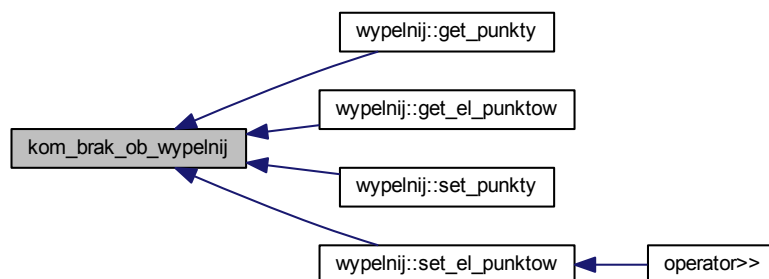 wypelnij::get_punkty
wypelnij::get_el_punktow
kom_brak_ob_wypelnij
wypelnij::set_punkty
wypelnij::set_el_punktow
operator>>